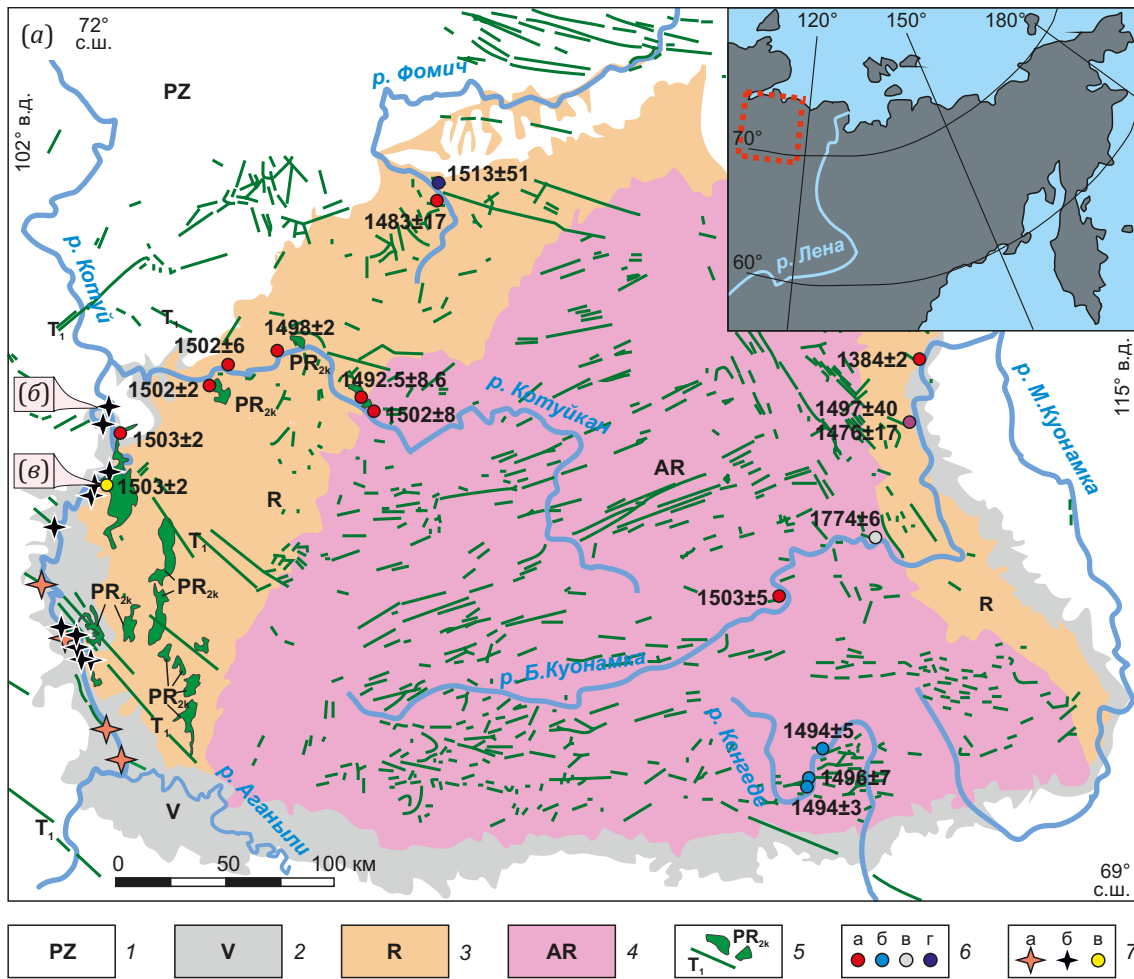 (а)
72°
с.ш.
120°
150°
180°
р. Фомич
PZ
102° в.д.
70°
1513±51
1483±17
р. Лена
60°
р. Котуй
T₁
T₁
1498±2
1502±6
PR₂ₖ
1384±2
115° в.д.
1502±2
PR₂ₖ
1492.5±8.6
р. Котуйкан
р. М.Куонамка
(б)
1502±8
1497±40
1476±17
1503±2
AR
(в)
1503±2
R
1774±6
T₁
PR₂ₖ
PR₂ₖ
1503±5
R
р. Б.Куонамка
PR₂ₖ
T₁
1494±5
р. Кенгеде
1496±7
1494±3
р. Аганыли
V
T₁
0 50 100 км
69°
с.ш.
PZ 1
V 2
R 3
AR 4
T₁ PR₂ₖ 5
а б в г 6
а б в 7